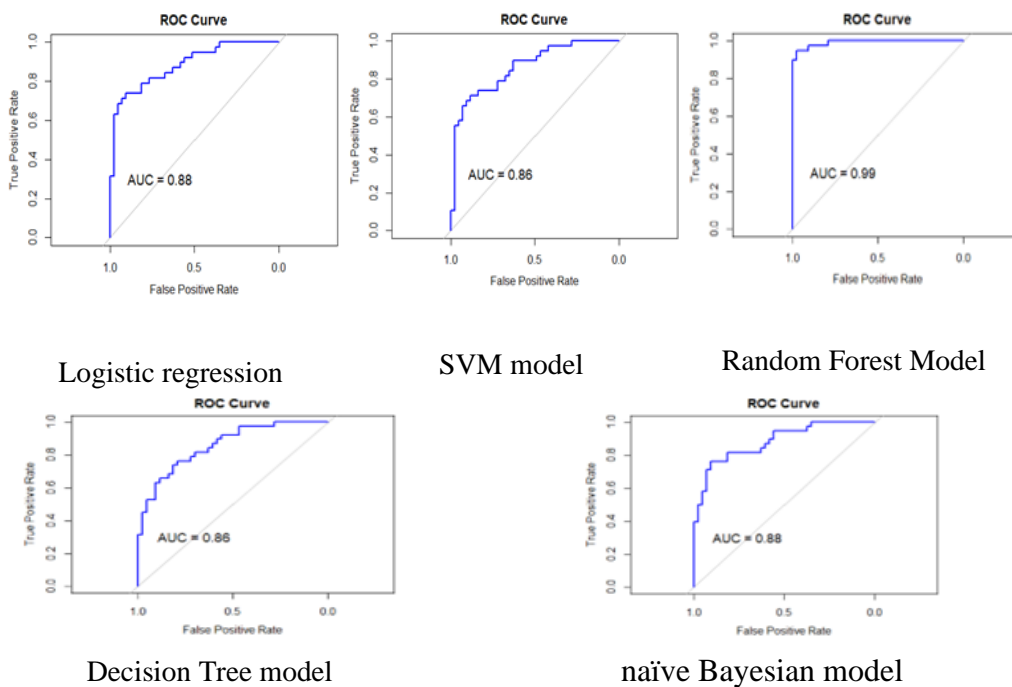 ROC Curve
True Positive Rate
0.0 0.2 0.4 0.6 0.8 1.0
AUC = 0.88
1.0 0.5 0.0
False Positive Rate
Logistic regression
ROC Curve
True Positive Rate
0.0 0.2 0.4 0.6 0.8 1.0
AUC = 0.86
1.0 0.5 0.0
False Positive Rate
SVM model
ROC Curve
True Positive Rate
0.0 0.2 0.4 0.6 0.8 1.0
AUC = 0.99
1.0 0.5 0.0
False Positive Rate
Random Forest Model
ROC Curve
True Positive Rate
0.0 0.2 0.4 0.6 0.8 1.0
AUC = 0.86
1.0 0.5 0.0
False Positive Rate
Decision Tree model
ROC Curve
True Positive Rate
0.0 0.2 0.4 0.6 0.8 1.0
AUC = 0.88
1.0 0.5 0.0
False Positive Rate
naïve Bayesian model